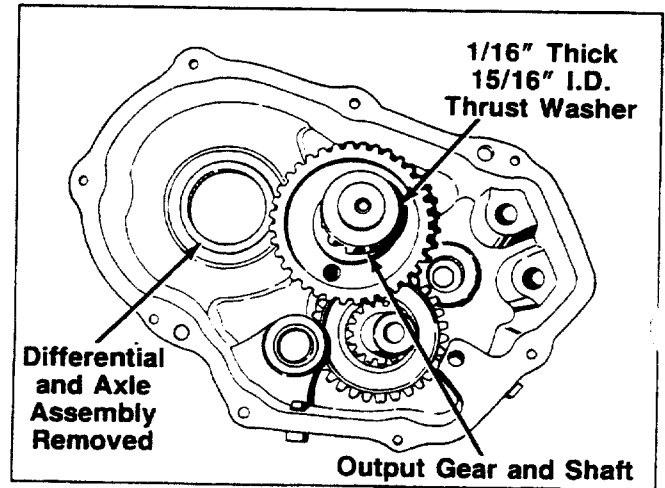 1/16" Thick
15/16" I.D.
Thrust Washer
Differential
and Axle
Assembly
Removed
Output Gear and Shaft